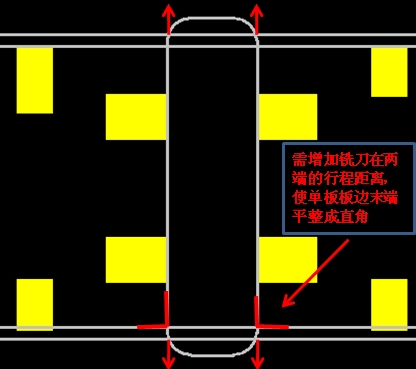 需增加铣刀在两
端的行程距离,
使单板板边末端
平整成直角